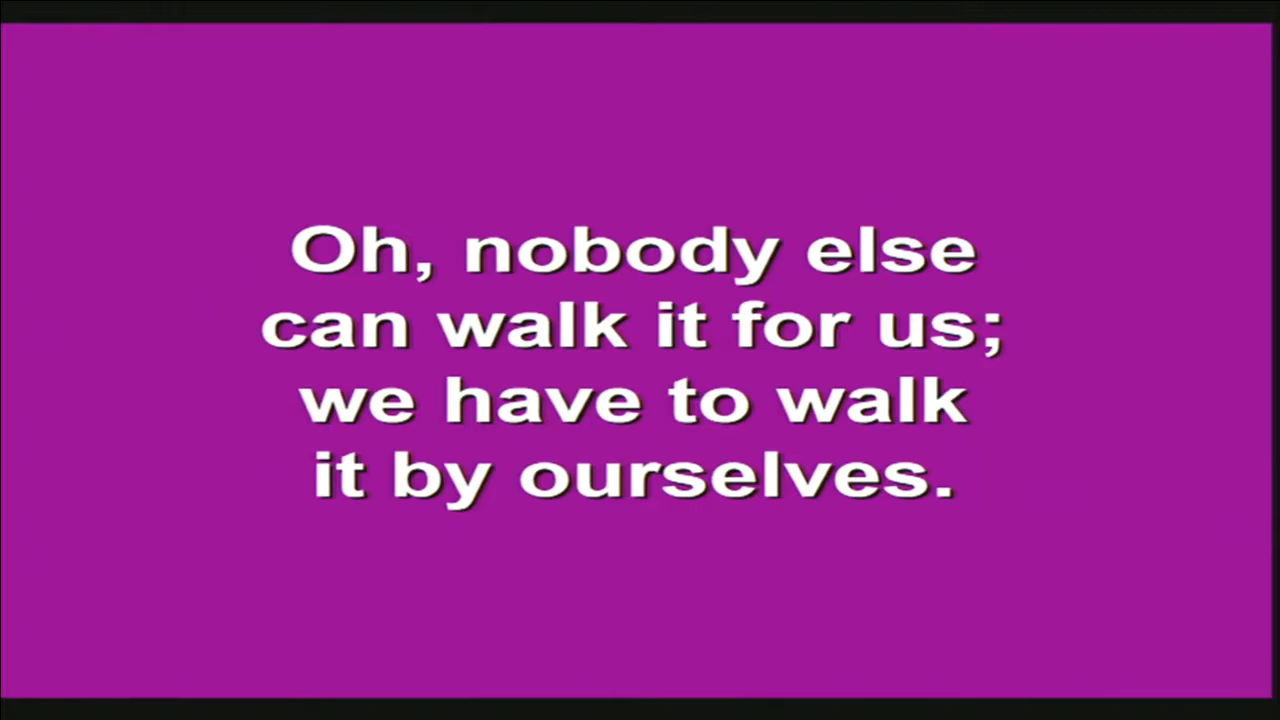 Oh, nobody else
can walk it for us;
we have to walk
it by ourselves.